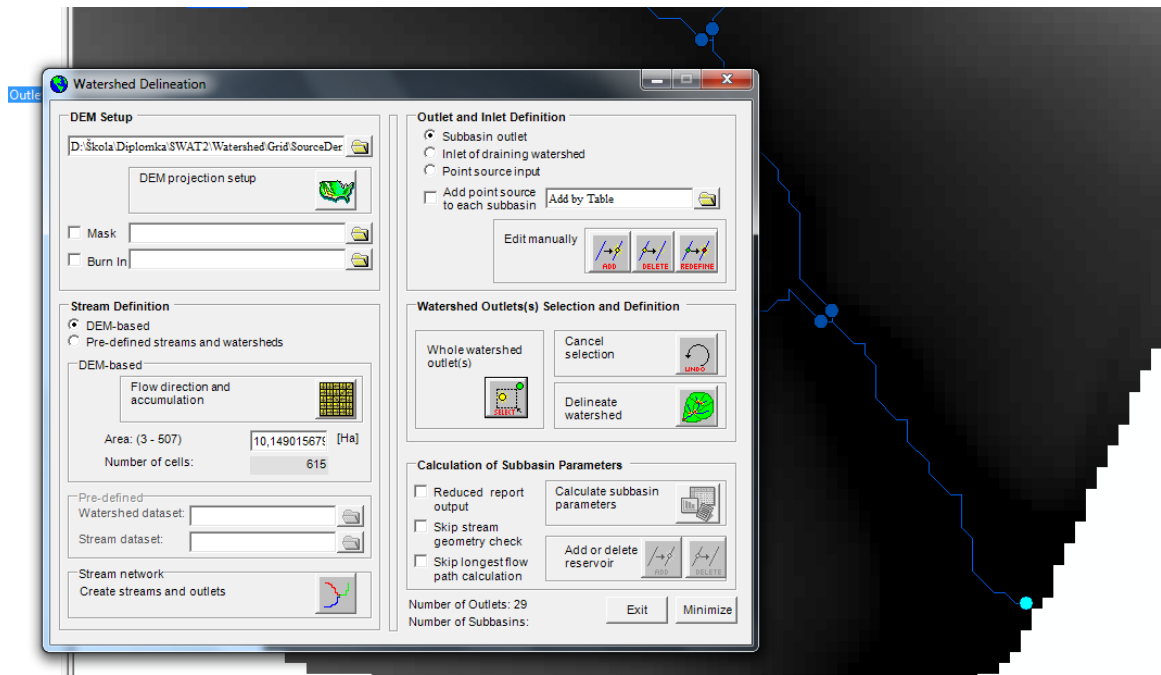 Outle
Watershed Delineation
DEM Setup
D:\Škola\Diplomka\SWAT2\Watershed\Grid\SourceDer
DEM projection setup
Mask
Burn In
Stream Definition
DEM-based
Pre-defined streams and watersheds
DEM-based
Flow direction and
accumulation
Area: (3 - 507)
10,149015679
[Ha]
Number of cells:
615
Pre-defined
Watershed dataset:
Stream dataset:
Stream network
Create streams and outlets
Outlet and Inlet Definition
Subbasin outlet
Inlet of draining watershed
Point source input
Add point source
to each subbasin
Add by Table
Edit manually
ADD
DELETE
REDEFINE
Watershed Outlets(s) Selection and Definition
Whole watershed
outlet(s)
SELECT
Cancel
selection
UNDO
Delineate
watershed
Calculation of Subbasin Parameters
Reduced report
output
Skip stream
geometry check
Skip longest flow
path calculation
Calculate subbasin
parameters
Add or delete
reservoir
ADD
DELETE
Number of Outlets: 29
Number of Subbasins:
Exit
Minimize